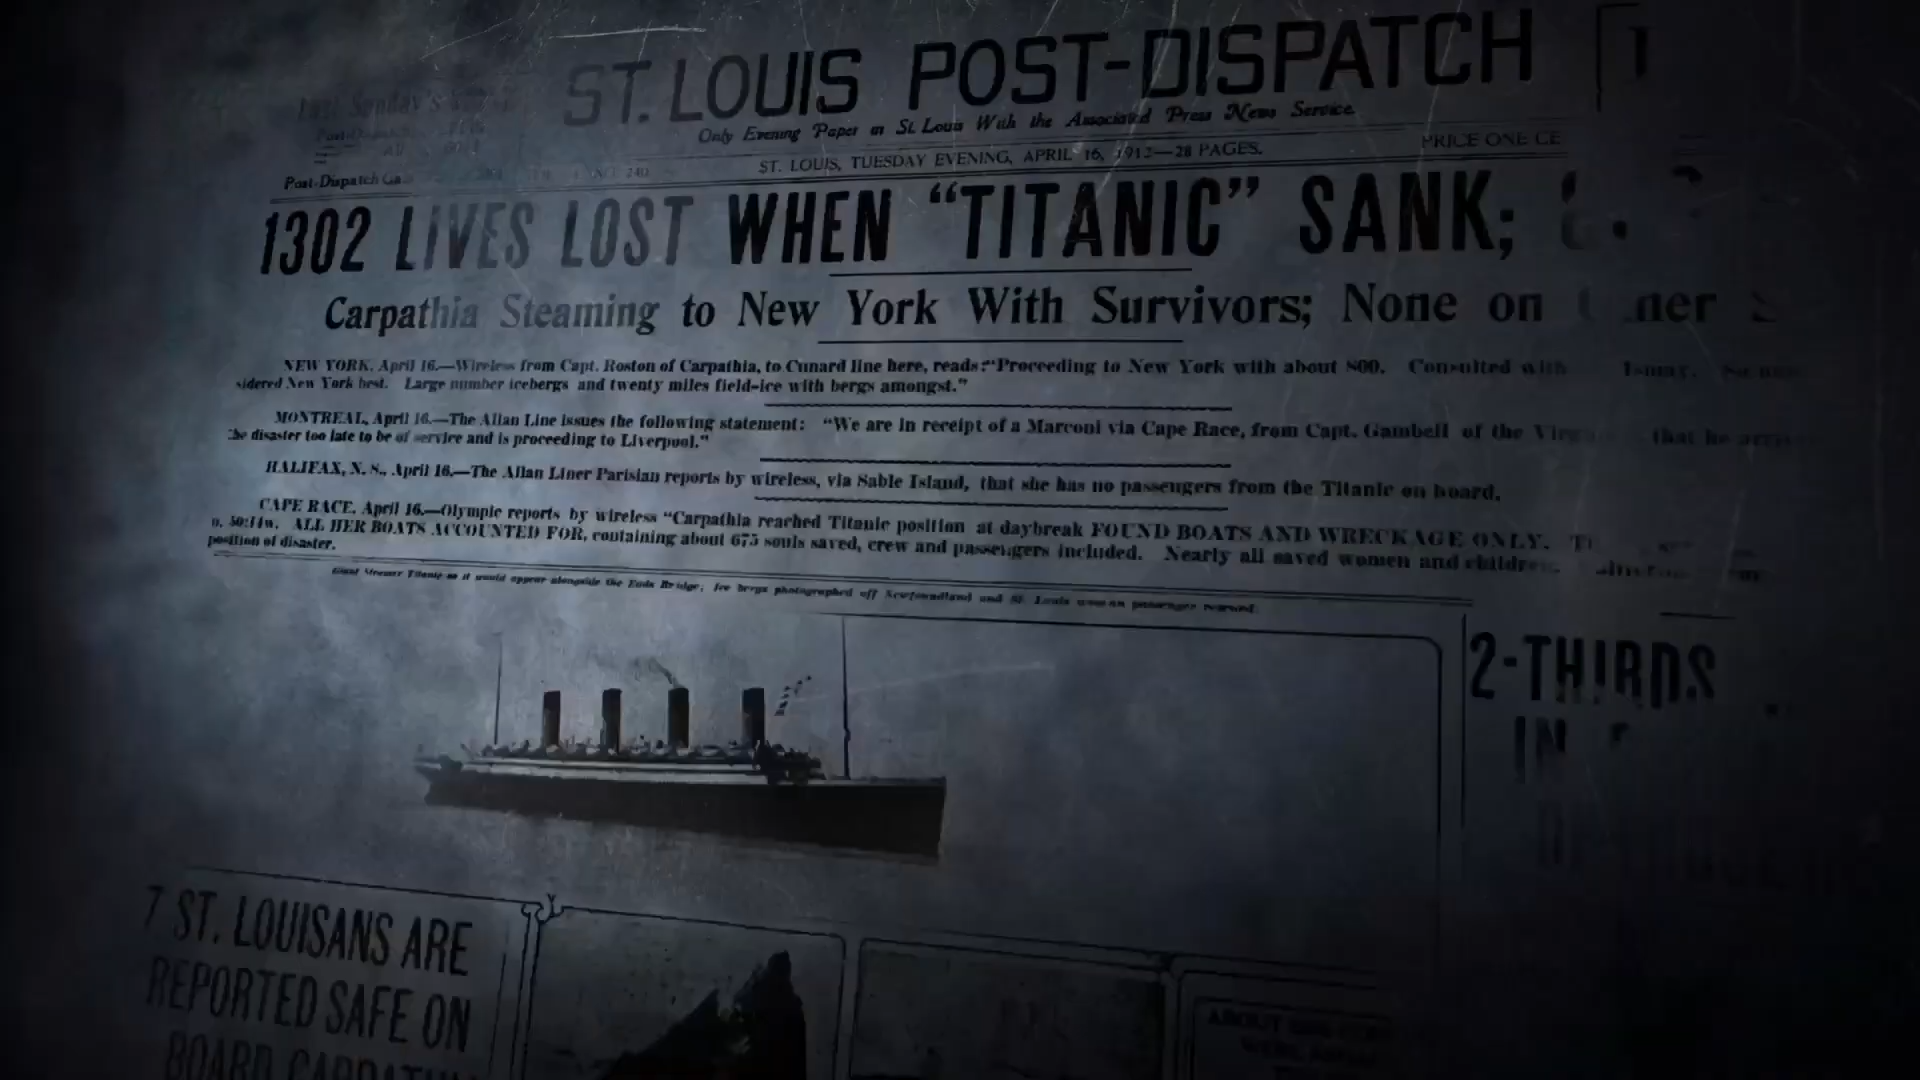 ST. LOUIS POST-DISPATCH
Only Evening Paper in St. Louis With the Associated Press News Service.
ST. LOUIS, TUESDAY EVENING, APRIL 16, 1912—28 PAGES.
PRICE ONE CE
Post-Dispatch
1302 LIVES LOST WHEN "TITANIC" SANK;
Carpathia Steaming to New York With Survivors; None on
NEW YORK, April 16.—Wireless from Capt. Roston of Carpathia, to Cunard line here, reads: "Proceeding to New York with about 800. Consulted with
sidered New York best. Large number icebergs and twenty miles field-ice with bergs amongst."
MONTREAL, April 16.—The Allan Line issues the following statement: "We are in receipt of a Marconi via Cape Race, from Capt. Gambell of the
the disaster too late to be of service and is proceeding to Liverpool."
HALIFAX, N. S., April 16.—The Allan Liner Parisian reports by wireless, via Sable Island, that she has no passengers from the Titanic on board.
CAPE RACE, April 16.—Olympic reports by wireless "Carpathia reached Titanic position at daybreak FOUND BOATS AND WRECKAGE ONLY.
ALL HER BOATS ACCOUNTED FOR, containing about 675 souls saved, crew and passengers included. Nearly all saved women and children.
position of disaster.
Giant Steamer Titanic as it would appear alongside the Eads Bridge; Ice bergs photographed off Newfoundland and St. Louis woman passenger rescued.
2-THIRDS
IN
7 ST. LOUISANS ARE
REPORTED SAFE ON
BOARD